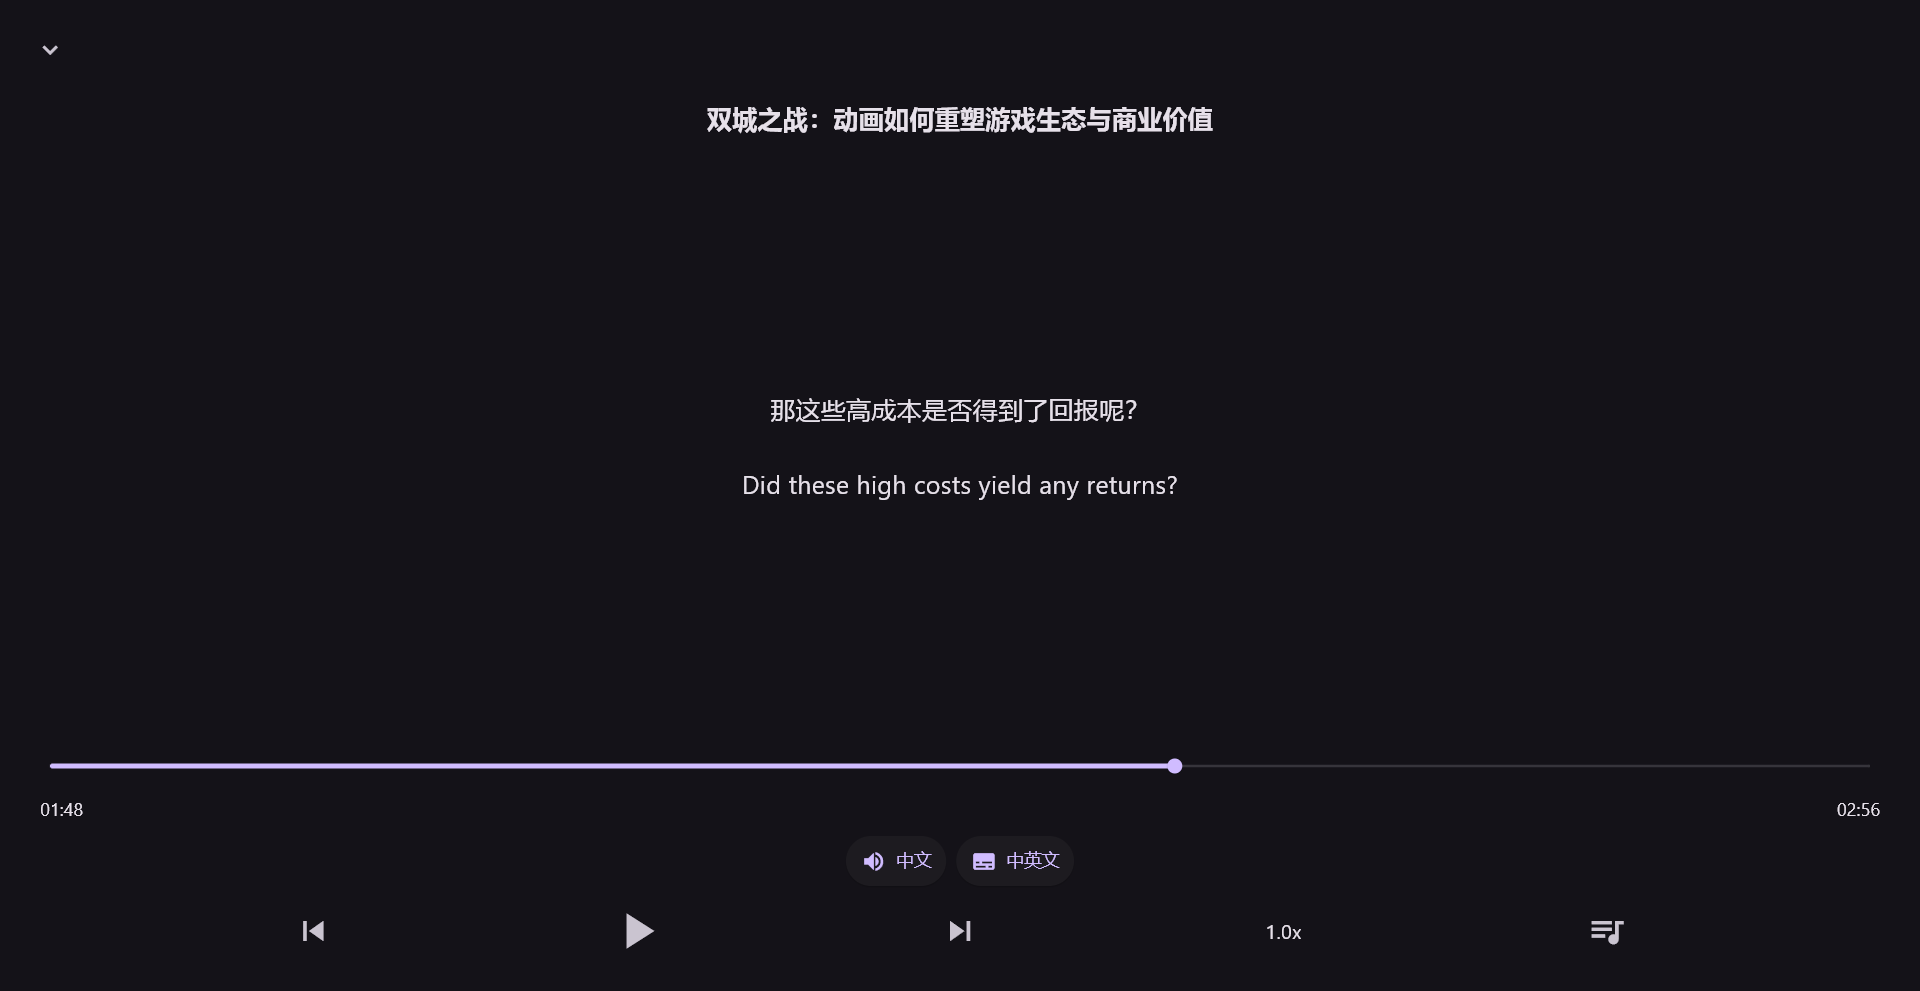 双城之战：动画如何重塑游戏生态与商业价值
那这些高成本是否得到了回报呢？
Did these high costs yield any returns?
01:48
02:56
中文
中英文
1.0x